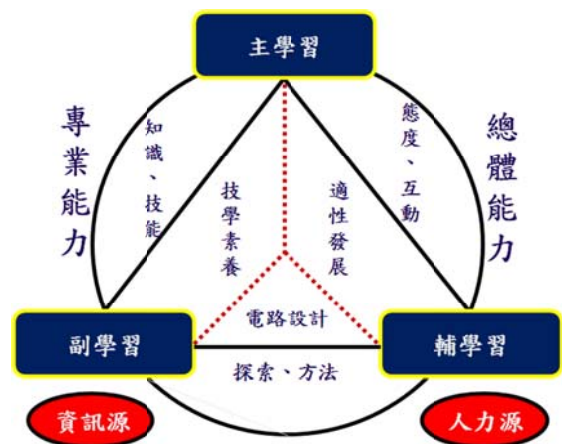 主學習
專業能力
知識、技能
技學素養
適性發展
態度、互動
總體能力
電路設計
副學習
輔學習
探索、方法
資訊源
人力源